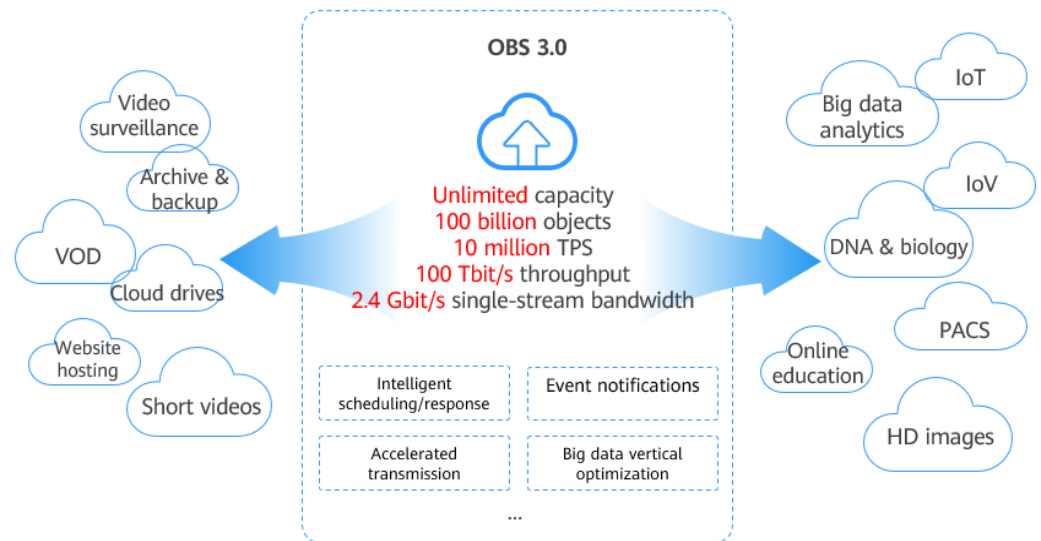 OBS 3.0
Video
surveillance
Archive &
backup
VOD
Cloud drives
Website
hosting
Short videos
Unlimited capacity
100 billion objects
10 million TPS
100 Tbit/s throughput
2.4 Gbit/s single-stream bandwidth
Intelligent
scheduling/response
Event notifications
Accelerated
transmission
Big data vertical
optimization
...
IoT
Big data
analytics
IoV
DNA & biology
PACS
Online
education
HD images